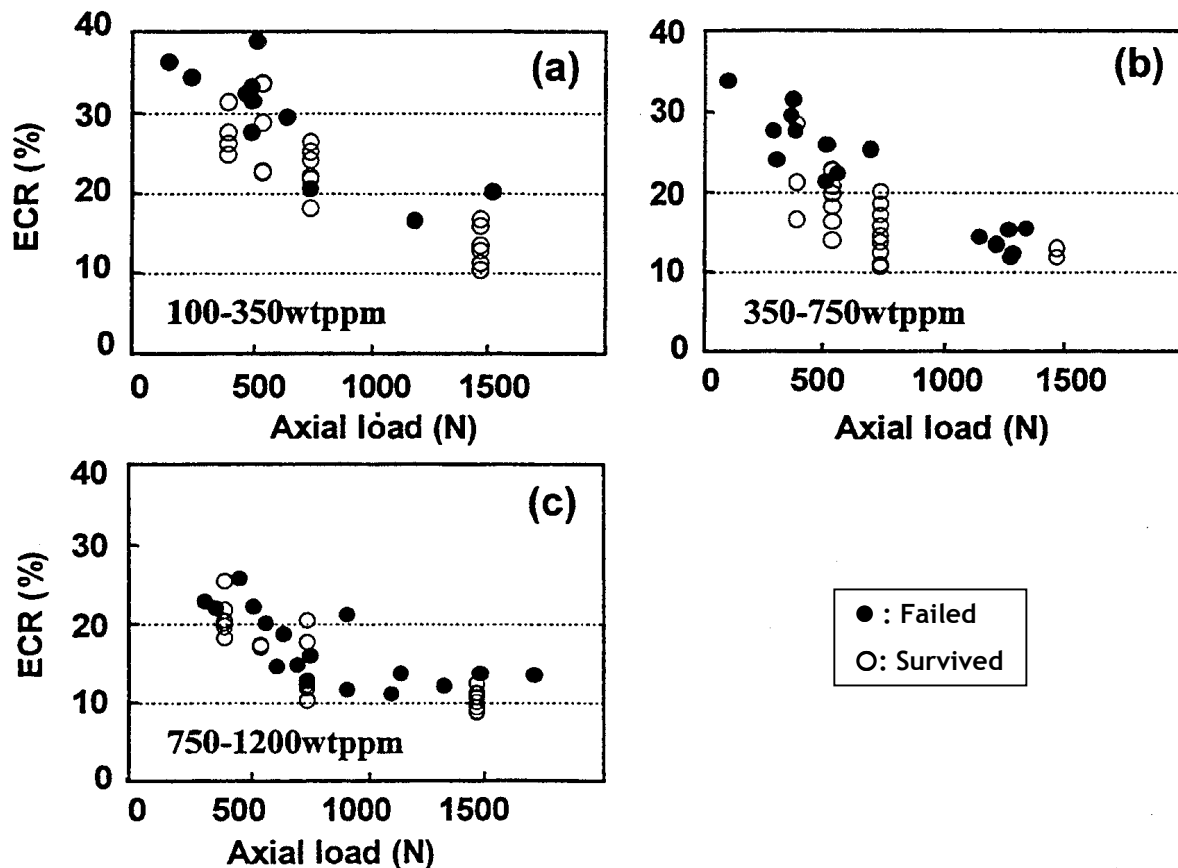 40
30
20
10
0
ECR (%)
(a)
100-350wtppm
0 500 1000 1500
Axial load (N)
40
30
20
10
0
(b)
350-750wtppm
0 500 1000 1500
Axial load (N)
40
30
20
10
0
ECR (%)
(c)
750-1200wtppm
0 500 1000 1500
Axial load (N)
● : Failed
○: Survived